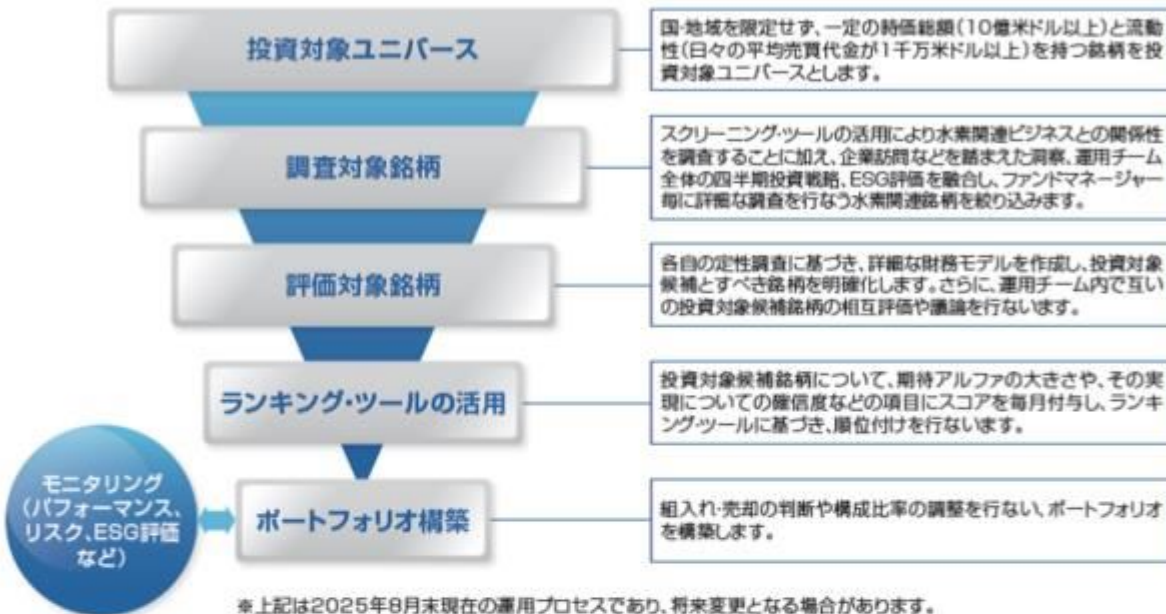 投資対象ユニバース
国・地域を限定せず、一定の時価総額(10億米ドル以上)と流動
性(日々の平均売買代金が1千万米ドル以上)を持つ銘柄を投
資対象ユニバースとします。
調査対象銘柄
スクリーニング・ツールの活用により水素関連ビジネスとの関係性
を調査することに加え、企業訪問などを踏まえた洞察、運用チーム
全体の四半期投資戦略、ESG評価を融合し、ファンドマネージャー
毎に詳細な調査を行なう水素関連銘柄を絞り込みます。
評価対象銘柄
各自の定性調査に基づき、詳細な財務モデルを作成し、投資対象
候補とすべき銘柄を明確化します。さらに、運用チーム内で互い
の投資対象候補銘柄の相互評価や議論を行ないます。
ランキング・ツールの活用
投資対象候補銘柄について、期待アルファの大きさや、その実
現についての確信度などの項目にスコアを毎月付与し、ランキ
ング・ツールに基づき、順位付けを行ないます。
モニタリング
(パフォーマンス、
リスク、ESG評価
など)
ポートフォリオ構築
組入れ・売却の判断や構成比率の調整を行ない、ポートフォリオ
を構築します。
※上記は2025年8月末現在の運用プロセスであり、将来変更となる場合があります。